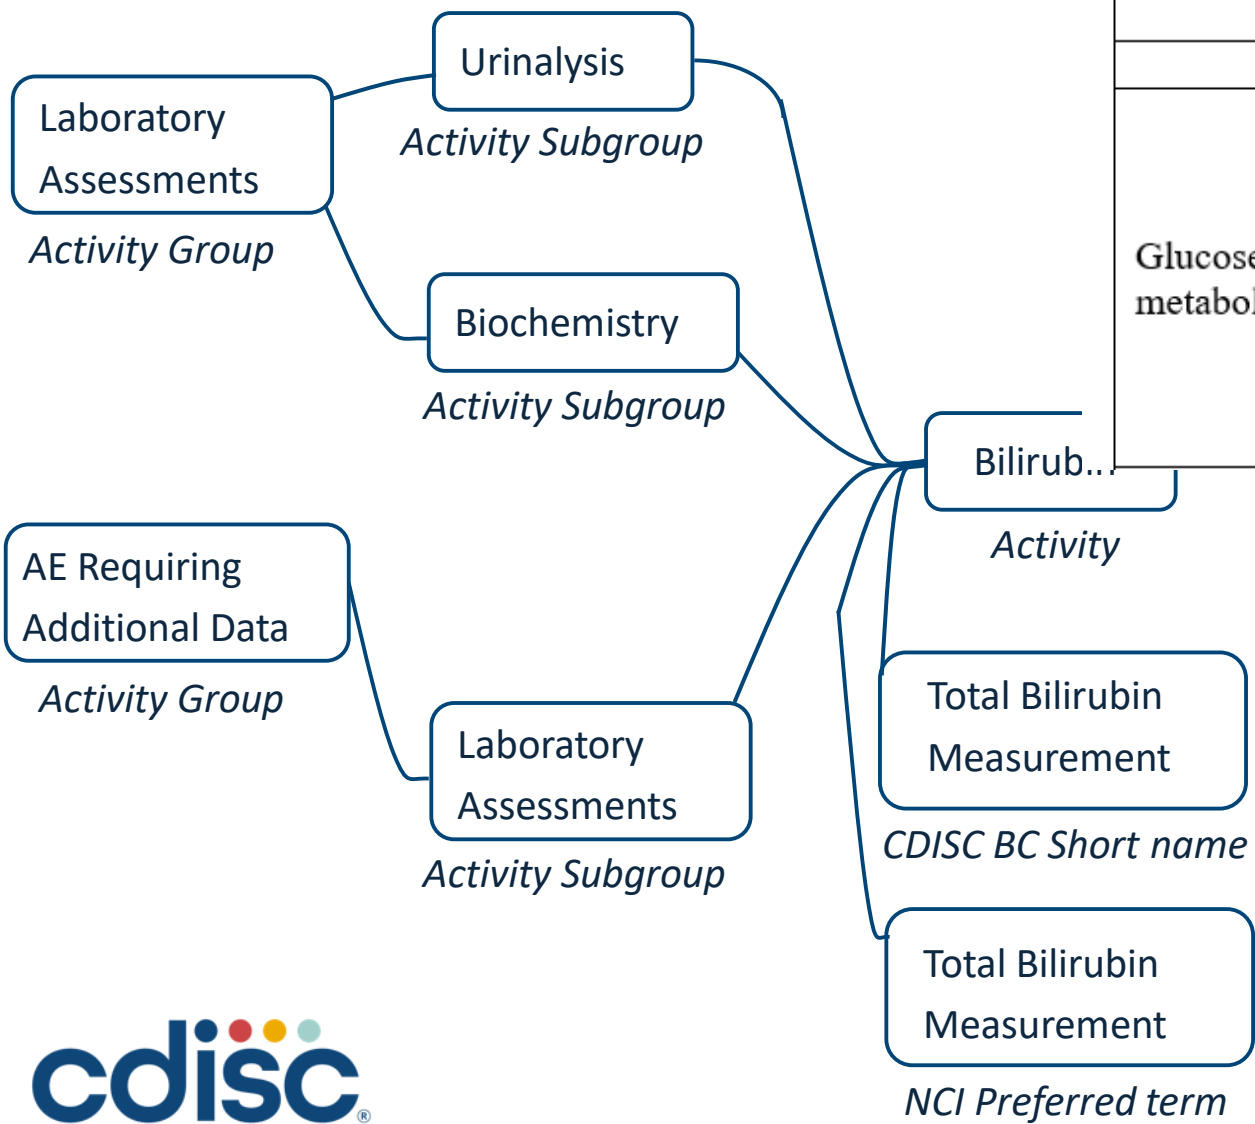 Urinalysis
Activity Subgroup
Laboratory
Assessments
Activity Group
Biochemistry
Activity Subgroup
AE Requiring
Additional Data
Activity Group
Laboratory
Assessments
Activity Subgroup
Activity
Total Bilirubin
Measurement
CDISC BC Short name
Total Bilirubin
Measurement
NCI Preferred term
cdisc®